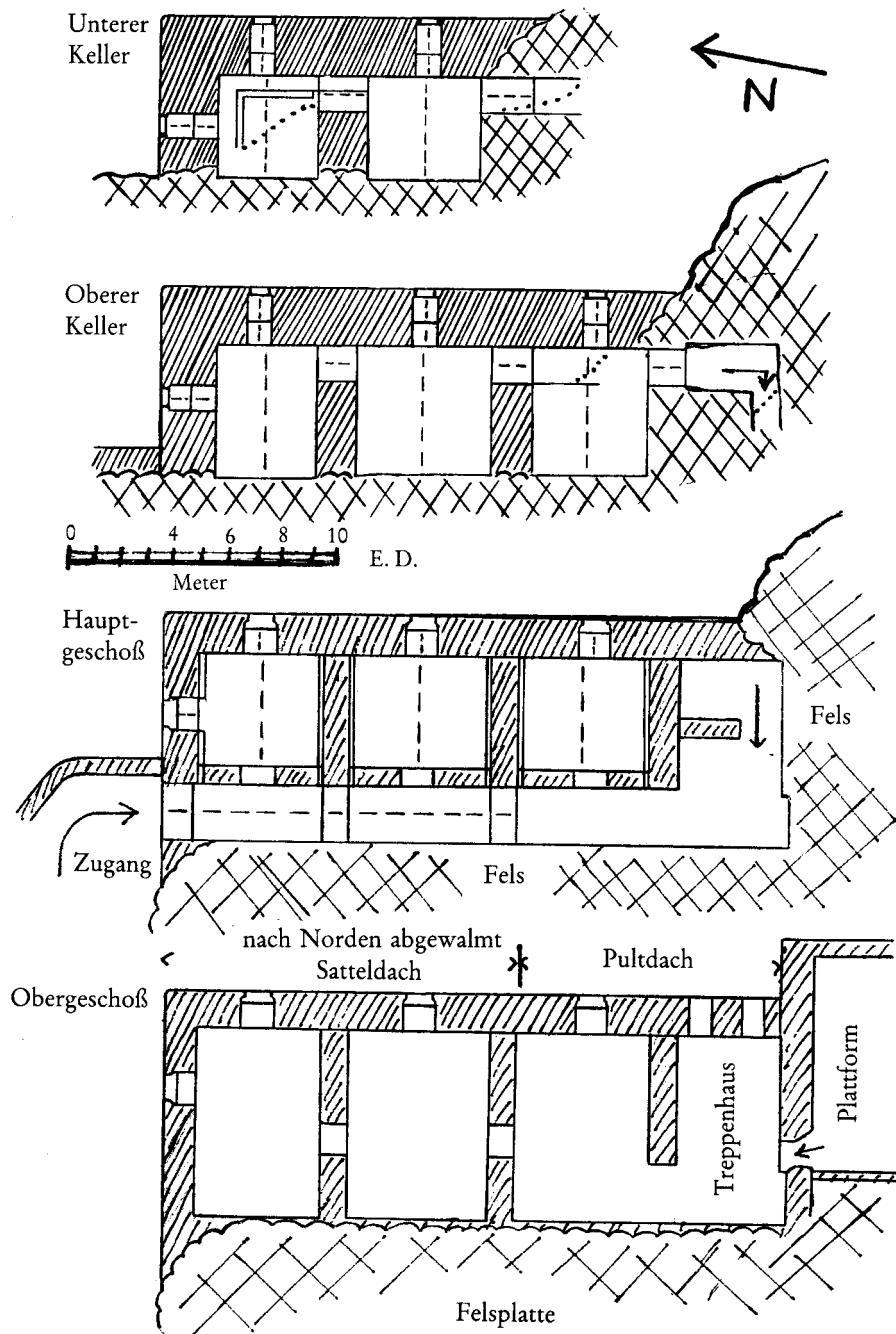 Unterer
Keller
N
Oberer
Keller
0 4 6 8 10
E. D.
Meter
Haupt-
geschoß
Fels
Zugang
Fels
nach Norden abgewalmt
Satteldach
Pultdach
Obergeschoß
Treppenhaus
Plattform
Felsplatte